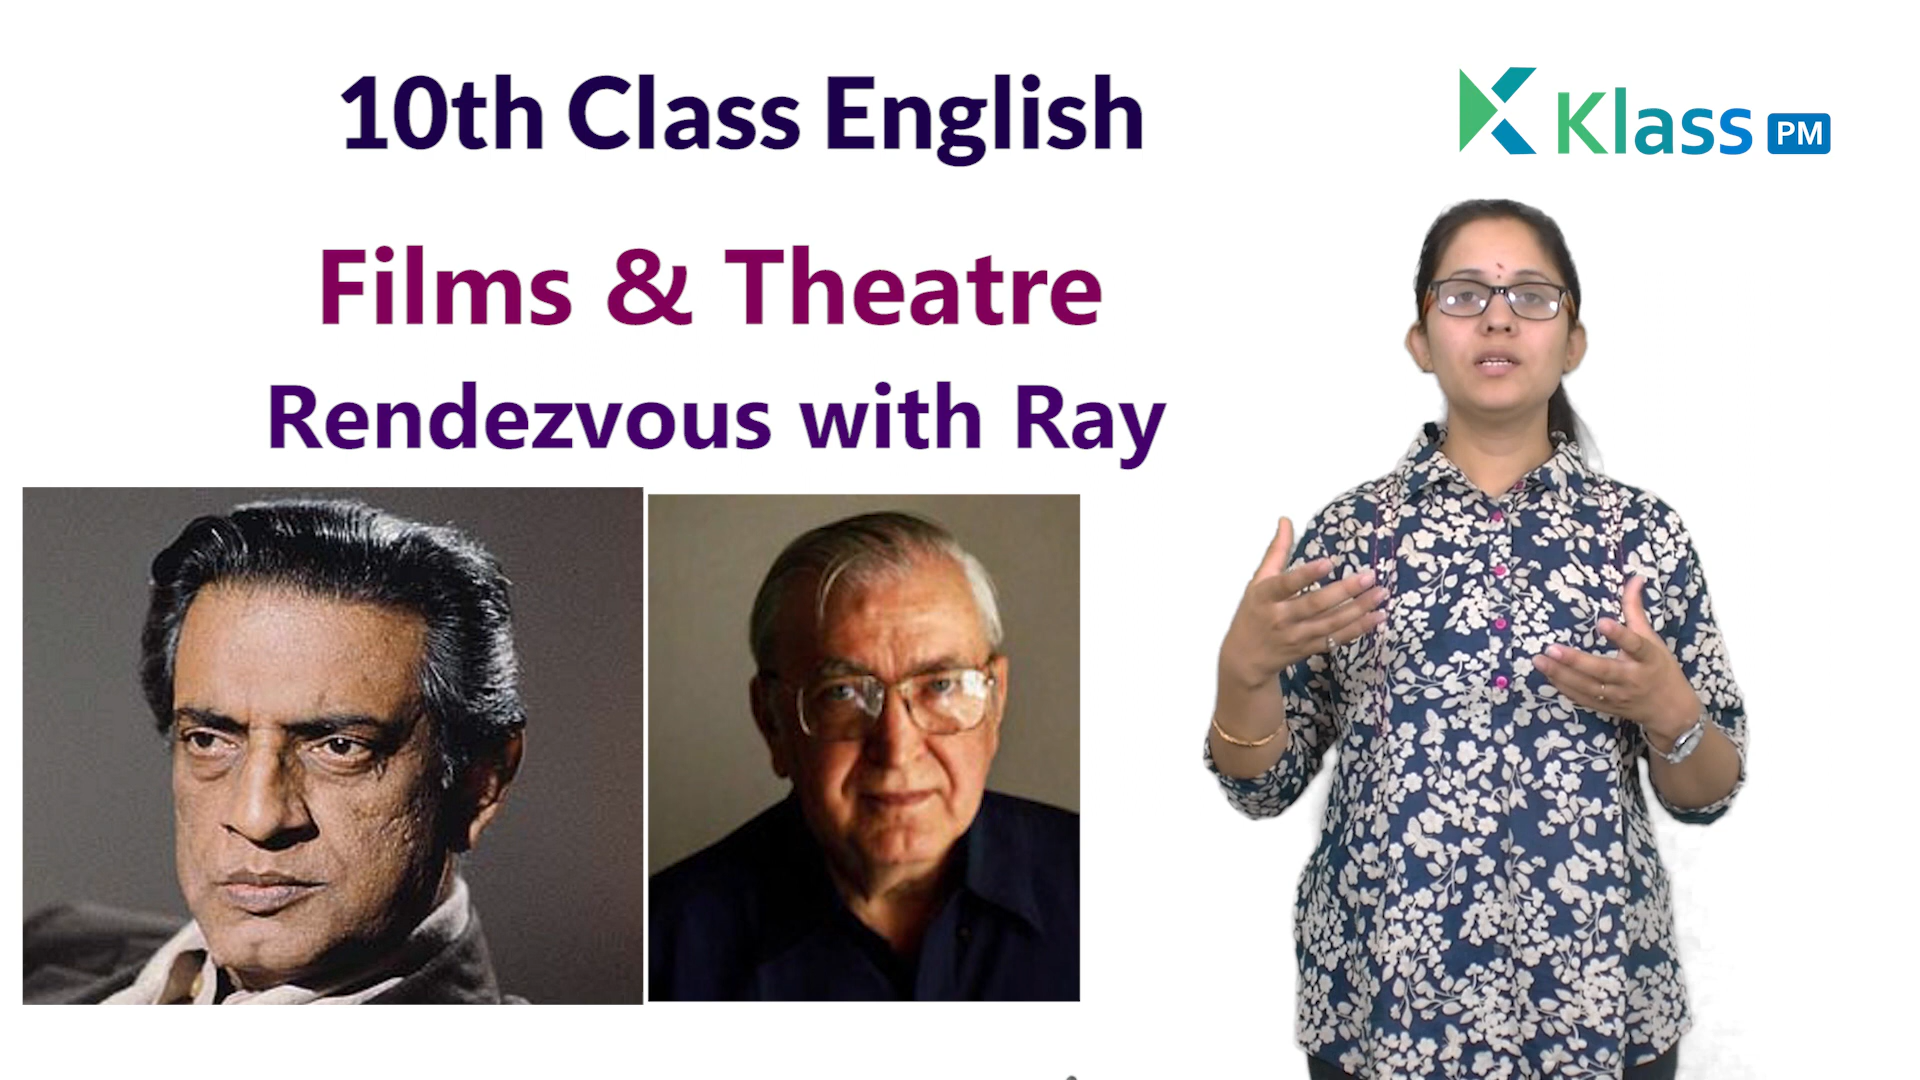 10th Class English
Klass PM
Films & Theatre
Rendezvous with Ray